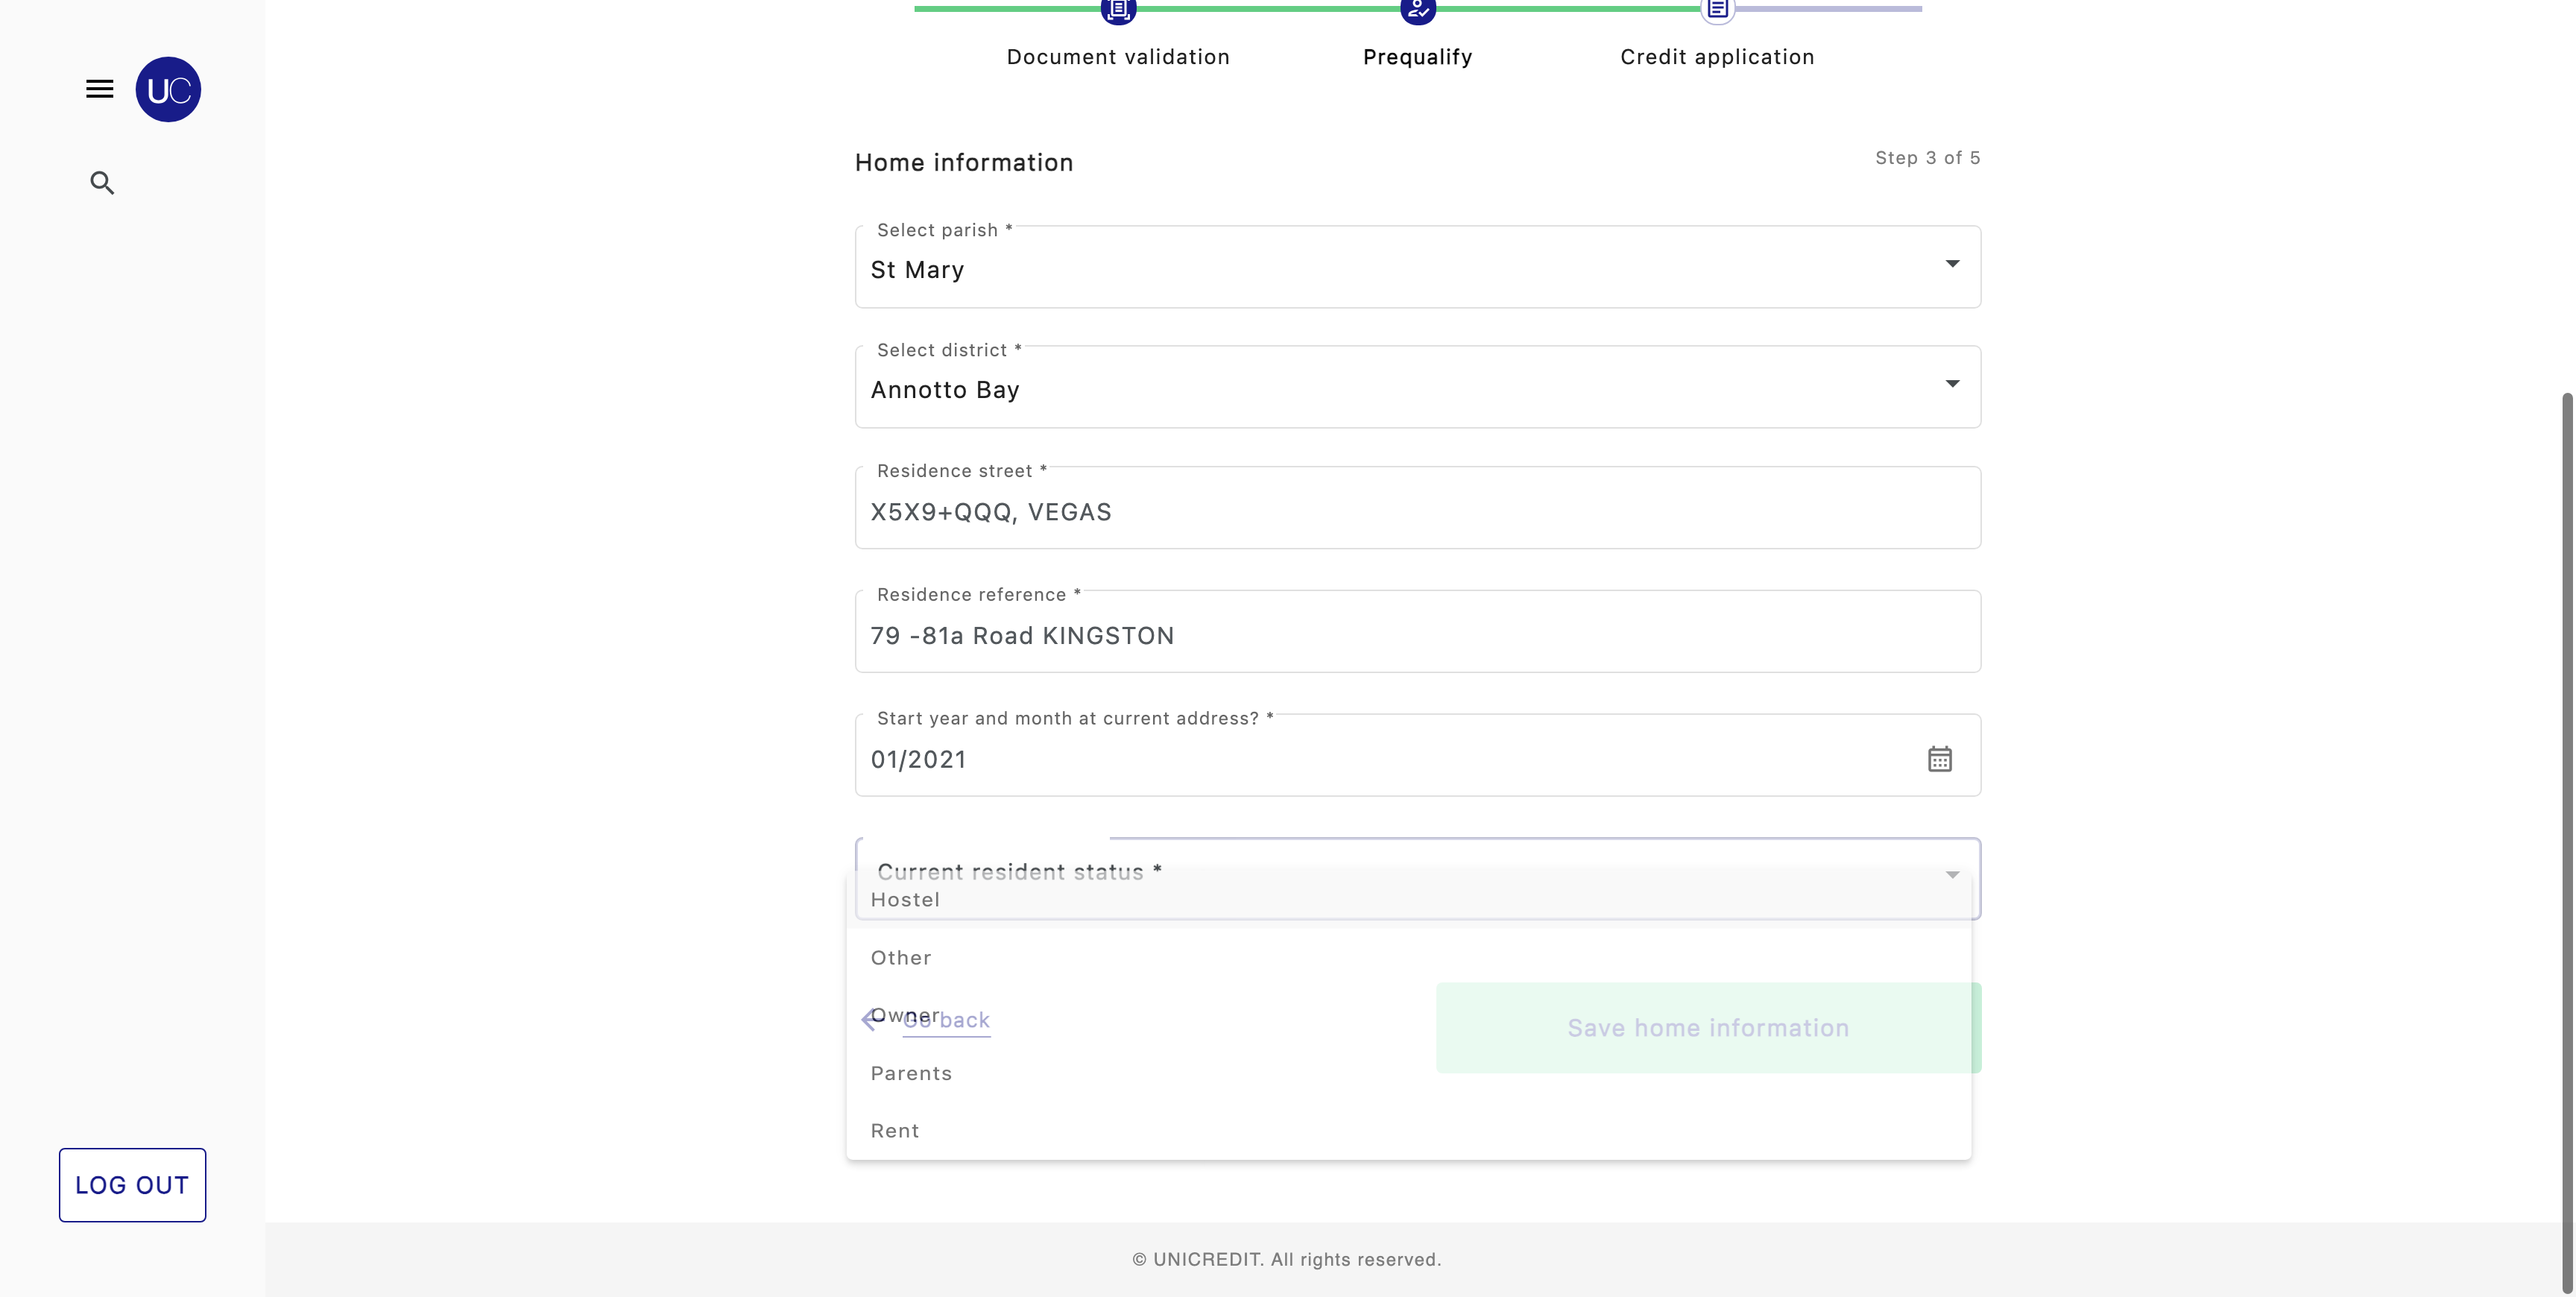 Document validation
Prequalify
Credit application
UC
Home information
Step 3 of 5
Select parish *
St Mary
Select district *
Annotto Bay
Residence street *
X5X9+QQQ, VEGAS
Residence reference *
79 -81a Road KINGSTON
Start year and month at current address? *
01/2021
Current resident status *
Hostel
Other
Owner
Go back
Save home information
Parents
Rent
LOG OUT
© UNICREDIT. All rights reserved.